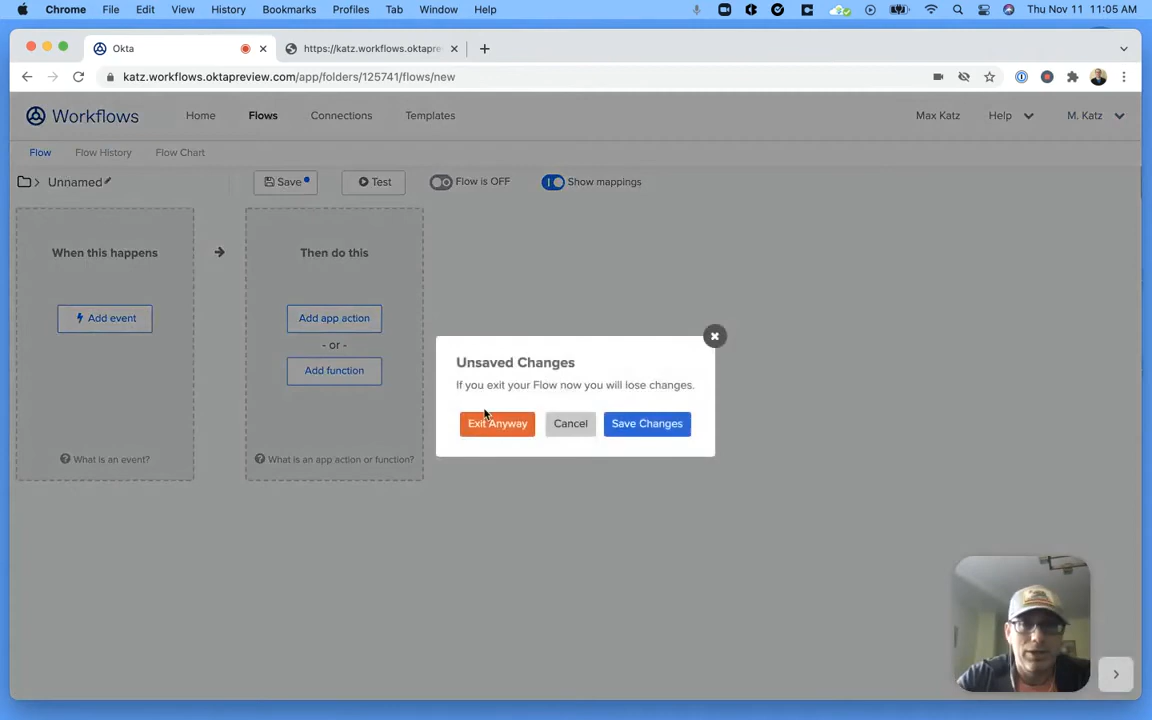 Chrome File Edit View History Bookmarks Profiles Tab Window Help Thu Nov 11 11:05 AM
Okta https://katz.workflows.oktapre
katz.workflows.oktapreview.com/app/folders/125741/flows/new
Workflows Home Flows Connections Templates Max Katz Help M. Katz
Flow Flow History Flow Chart
Unnamed Save Test Flow is OFF Show mappings
When this happens Then do this
Add event Add app action
- or -
Add function
What is an event? What is an app action or function?
Unsaved Changes
If you exit your Flow now you will lose changes.
Exit Anyway Cancel Save Changes